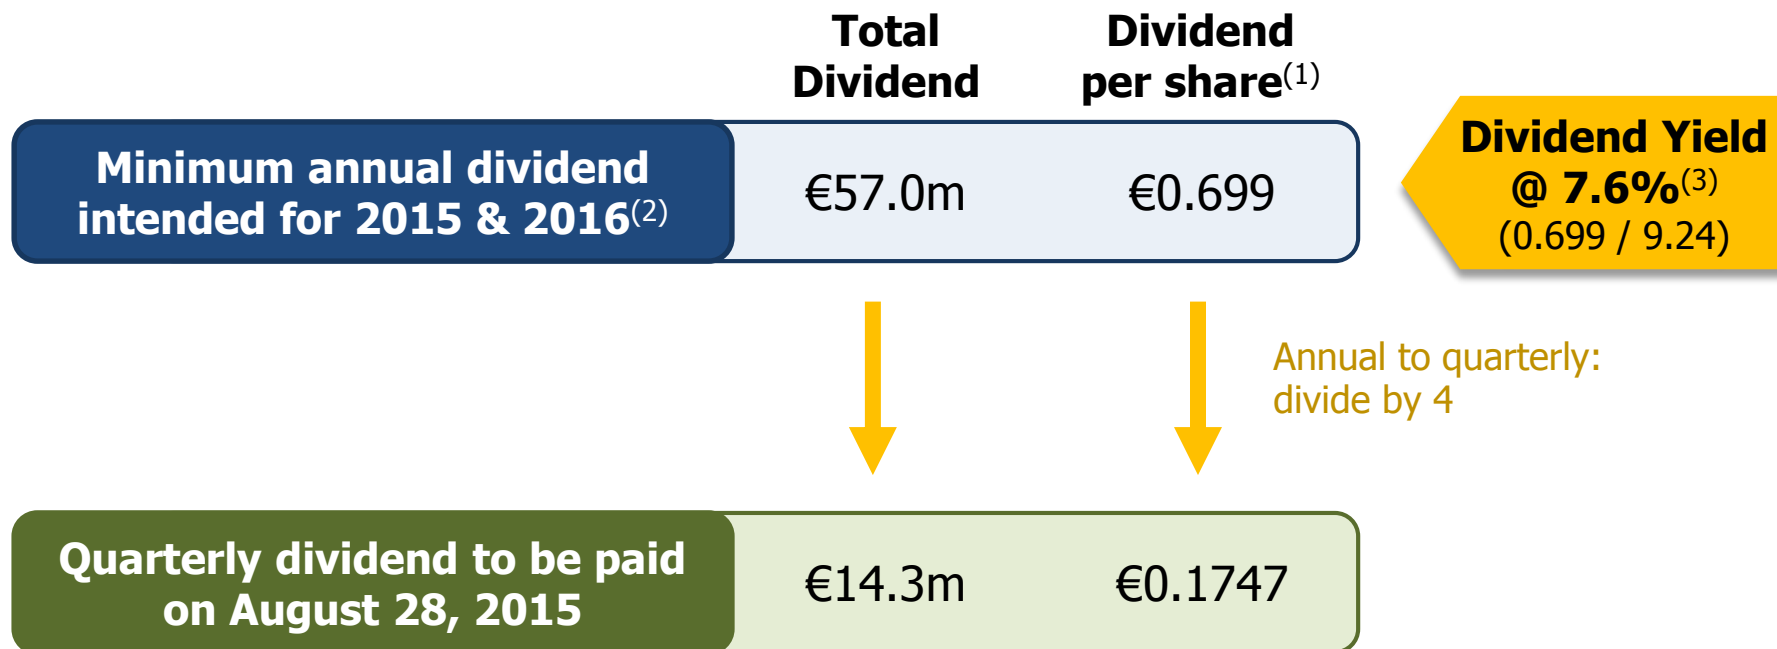 Total
Dividend
Dividend
per share(1)
Minimum annual dividend
intended for 2015 & 2016(2)
€57.0m
€0.699
Dividend Yield
@ 7.6%(3)
(0.699 / 9.24)
Annual to quarterly:
divide by 4
Quarterly dividend to be paid
on August 28, 2015
€14.3m
€0.1747